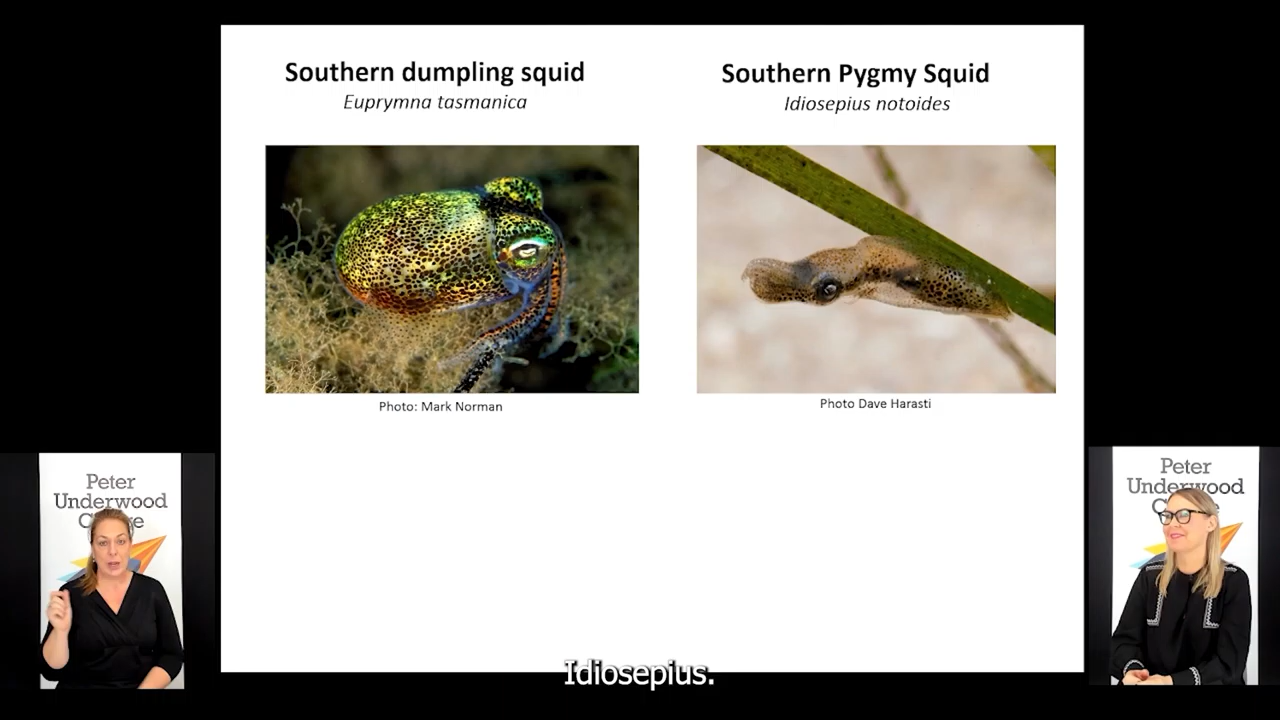 Southern dumpling squid
Euprymna tasmanica
Photo: Mark Norman
Southern Pygmy Squid
Idiosepius notoides
Photo Dave Harasti
Peter
Underwood
Peter
Underwood
Idiosepius.